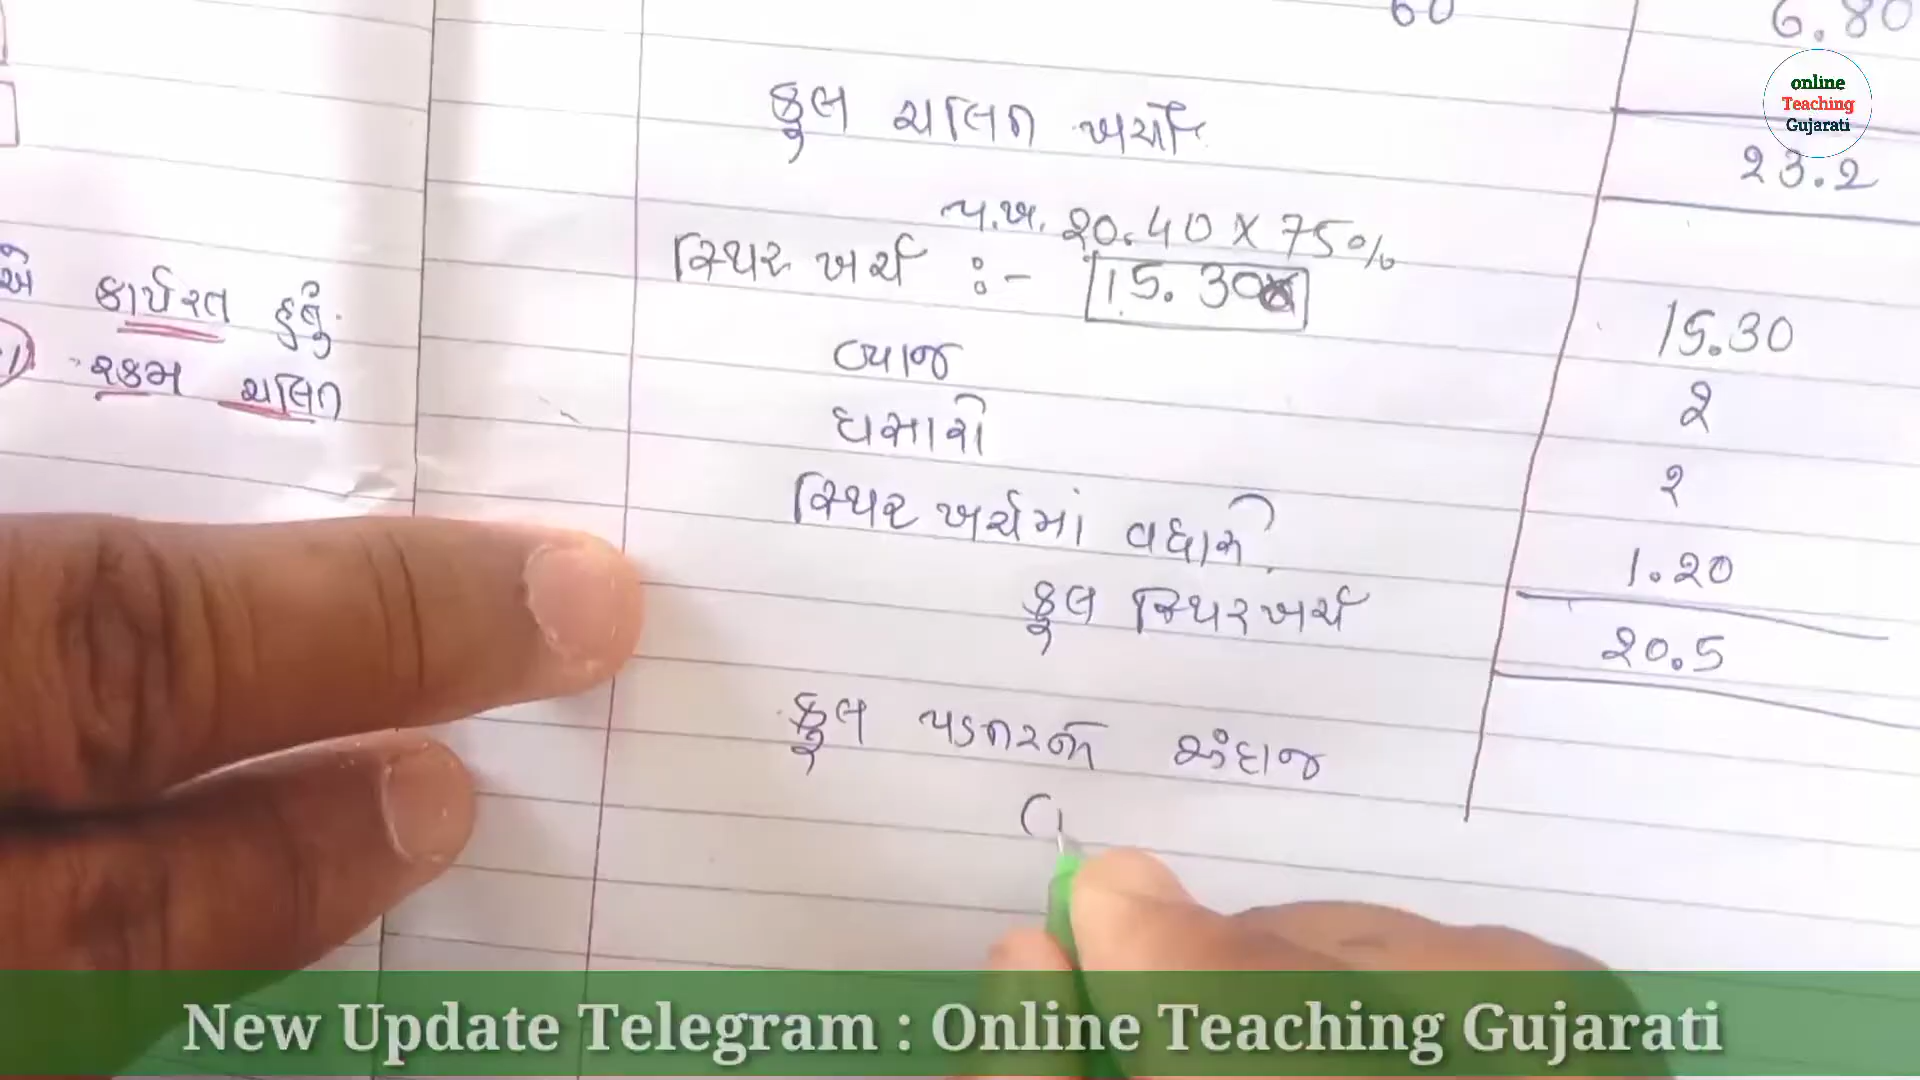 60 6.80
online
Teaching
Gujarati
કુલ ચલિત ખર્ચ 23.2
પ.ખ. 20.40 x 75%
સ્થિર ખર્ચ :- 15.30 15.30
વ્યાજ 2
ઘસારો 2
સ્થિર ખર્ચમાં વધારો 1.20
કુલ સ્થિર ખર્ચ 20.5
કુલ પડતરનો અંદાજ
(
કાર્યરત હતું.
રકમ ચલિત
New Update Telegram : Online Teaching Gujarati